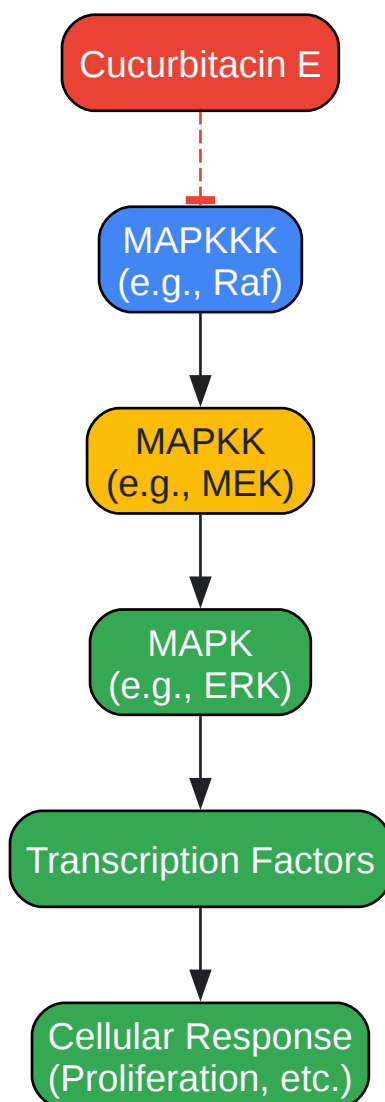 Cucurbitacin E
MAPKKK
(e.g., Raf)
MAPKK
(e.g., MEK)
MAPK
(e.g., ERK)
Transcription Factors
Cellular Response
(Proliferation, etc.)